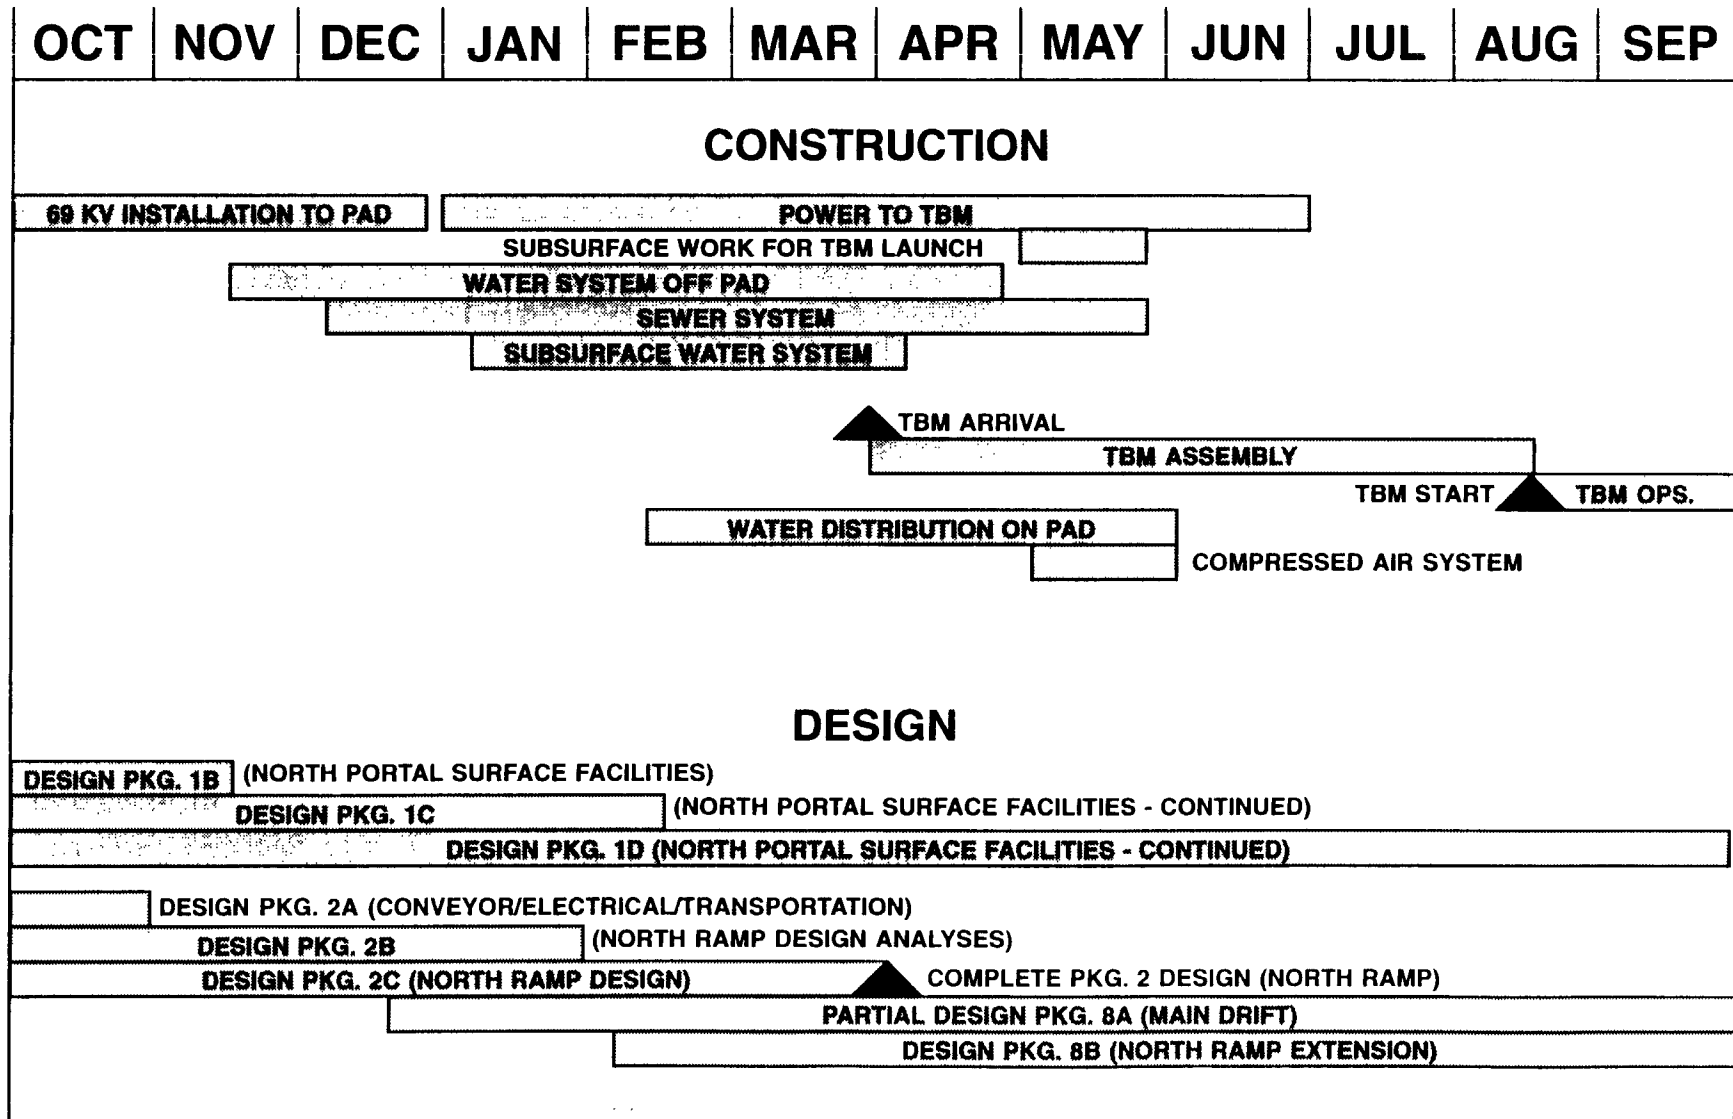 OCT NOV DEC JAN FEB MAR APR MAY JUN JUL AUG SEP
CONSTRUCTION
69 KV INSTALLATION TO PAD
POWER TO TBM
SUBSURFACE WORK FOR TBM LAUNCH
WATER SYSTEM OFF PAD
SEWER SYSTEM
SUBSURFACE WATER SYSTEM
TBM ARRIVAL
TBM ASSEMBLY
TBM START
TBM OPS.
WATER DISTRIBUTION ON PAD
COMPRESSED AIR SYSTEM
DESIGN
DESIGN PKG. 1B (NORTH PORTAL SURFACE FACILITIES)
DESIGN PKG. 1C (NORTH PORTAL SURFACE FACILITIES - CONTINUED)
DESIGN PKG. 1D (NORTH PORTAL SURFACE FACILITIES - CONTINUED)
DESIGN PKG. 2A (CONVEYOR/ELECTRICAL/TRANSPORTATION)
DESIGN PKG. 2B (NORTH RAMP DESIGN ANALYSES)
DESIGN PKG. 2C (NORTH RAMP DESIGN)
COMPLETE PKG. 2 DESIGN (NORTH RAMP)
PARTIAL DESIGN PKG. 8A (MAIN DRIFT)
DESIGN PKG. 8B (NORTH RAMP EXTENSION)